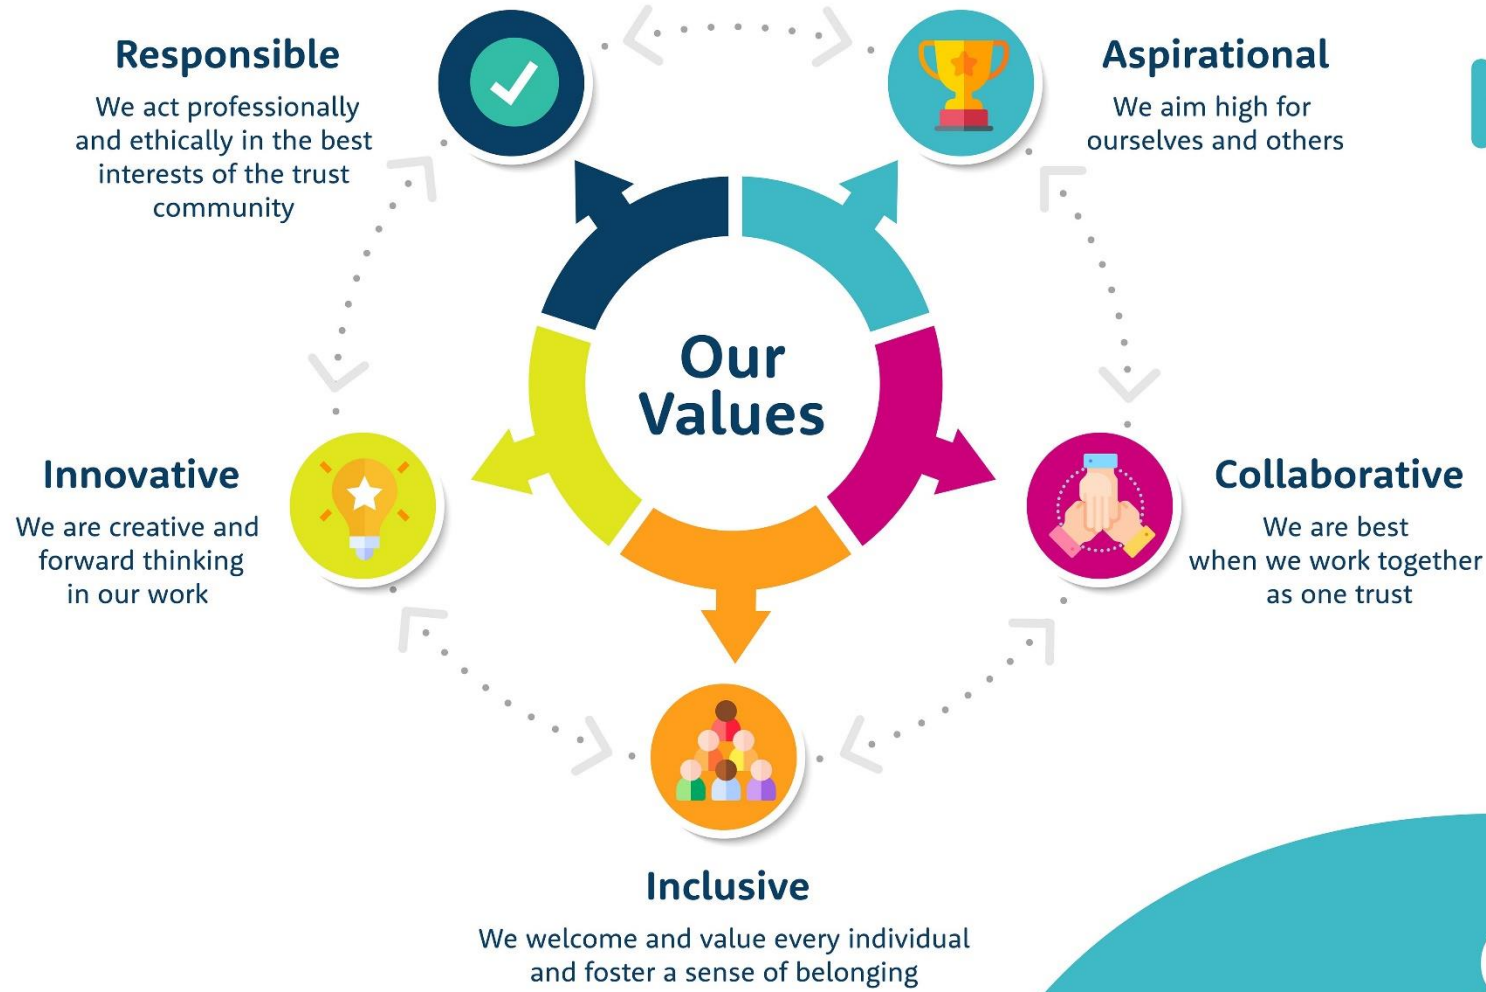 Responsible
We act professionally
and ethically in the best
interests of the trust
community
Aspirational
We aim high for
ourselves and others
Our
Values
Innovative
We are creative and
forward thinking
in our work
Collaborative
We are best
when we work together
as one trust
Inclusive
We welcome and value every individual
and foster a sense of belonging